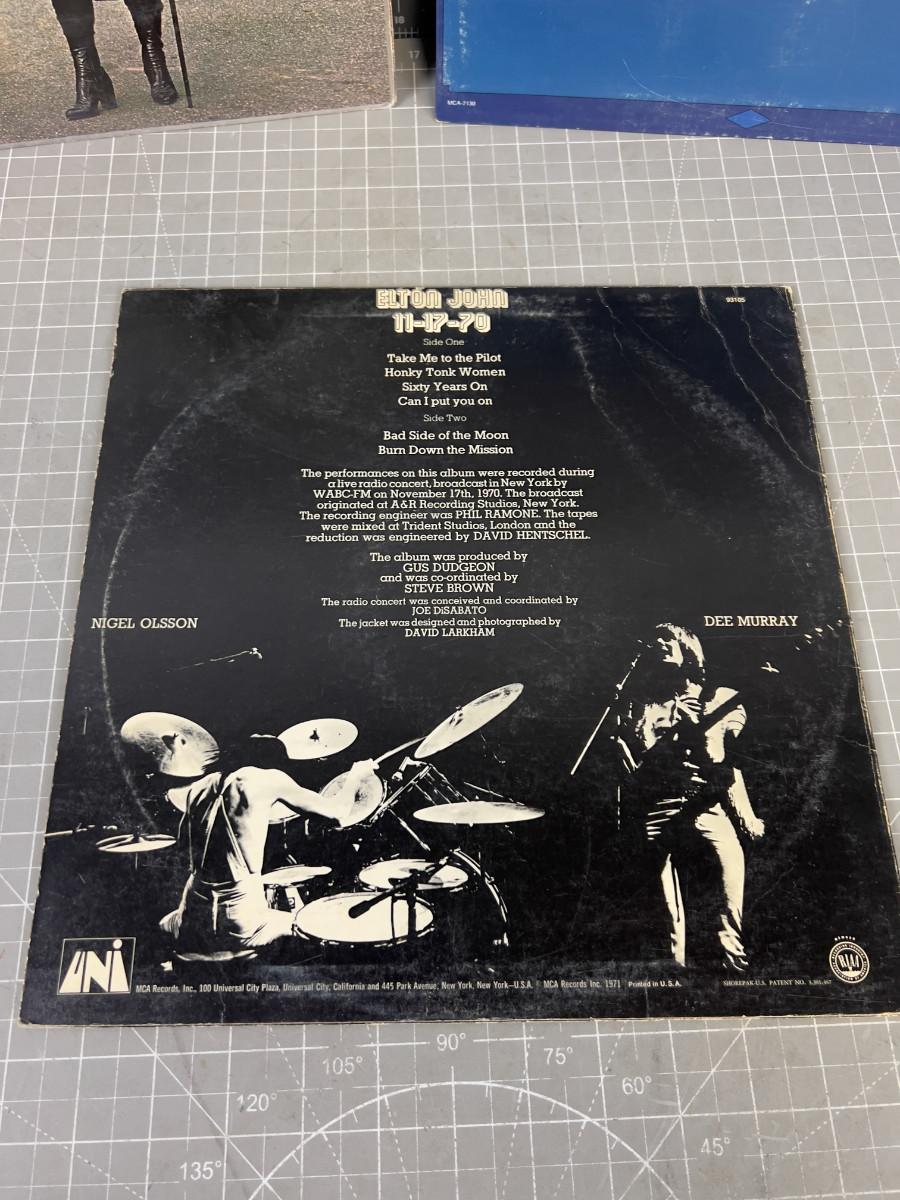 18
17
MCA-2130
ELTON JOHN
11-17-70
93105
Side One
Take Me to the Pilot
Honky Tonk Women
Sixty Years On
Can I put you on
Side Two
Bad Side of the Moon
Burn Down the Mission
The performances on this album were recorded during
a live radio concert, broadcast in New York by
WABC-FM on November 17th, 1970. The broadcast
originated at A&R Recording Studios, New York.
The recording engineer was PHIL RAMONE. The tapes
were mixed at Trident Studios, London and the
reduction was engineered by DAVID HENTSCHEL.
The album was produced by
GUS DUDGEON
and was co-ordinated by
STEVE BROWN
The radio concert was conceived and coordinated by
JOE DiSABATO
The jacket was designed and photographed by
DAVID LARKHAM
NIGEL OLSSON
DEE MURRAY
UNI
MCA Records, Inc., 100 Universal City Plaza, Universal City, California and 445 Park Avenue, New York, New York—U.S.A. © MCA Records Inc. 1971 Printed in U.S.A.
SHOREPAK-U.S. PATENT NO.
RIAA
90°
105°
75°
120°
60°
135°
45°